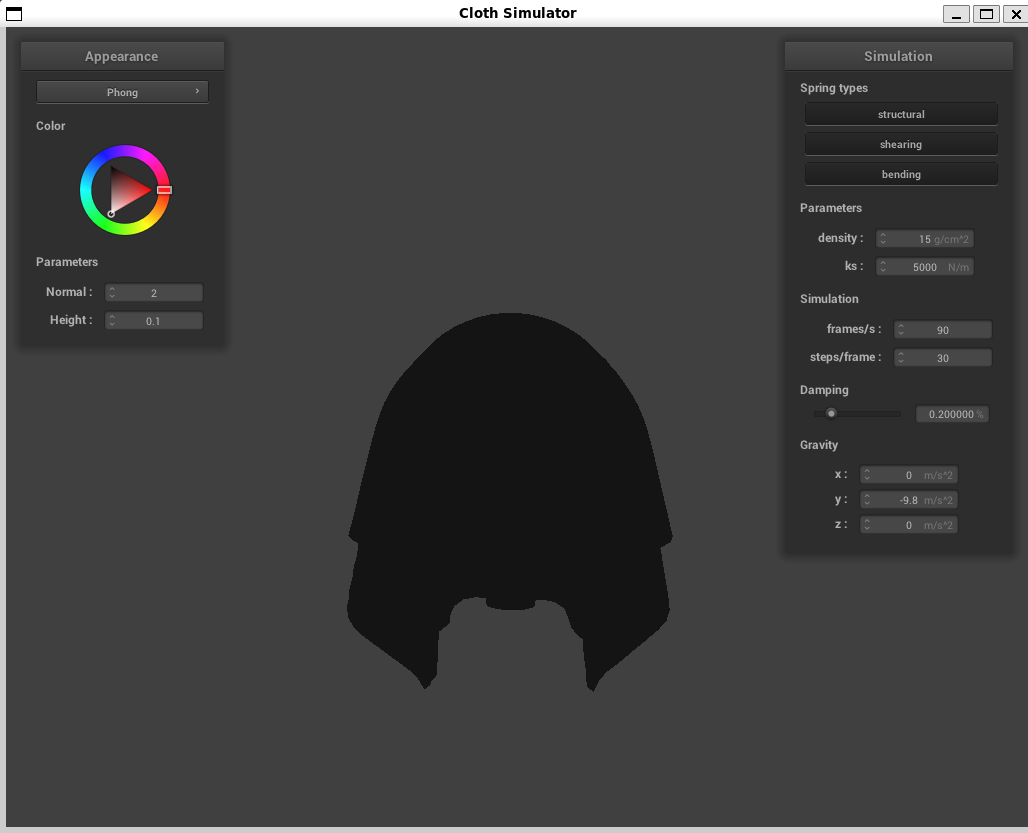 Cloth Simulator
Appearance
Phong
Color
Parameters
Normal : 2
Height : 0.1
Simulation
Spring types
structural
shearing
bending
Parameters
density : 15 g/cm^2
ks : 5000 N/m
Simulation
frames/s : 90
steps/frame : 30
Damping
0.200000 %
Gravity
x : 0 m/s^2
y : -9.8 m/s^2
z : 0 m/s^2